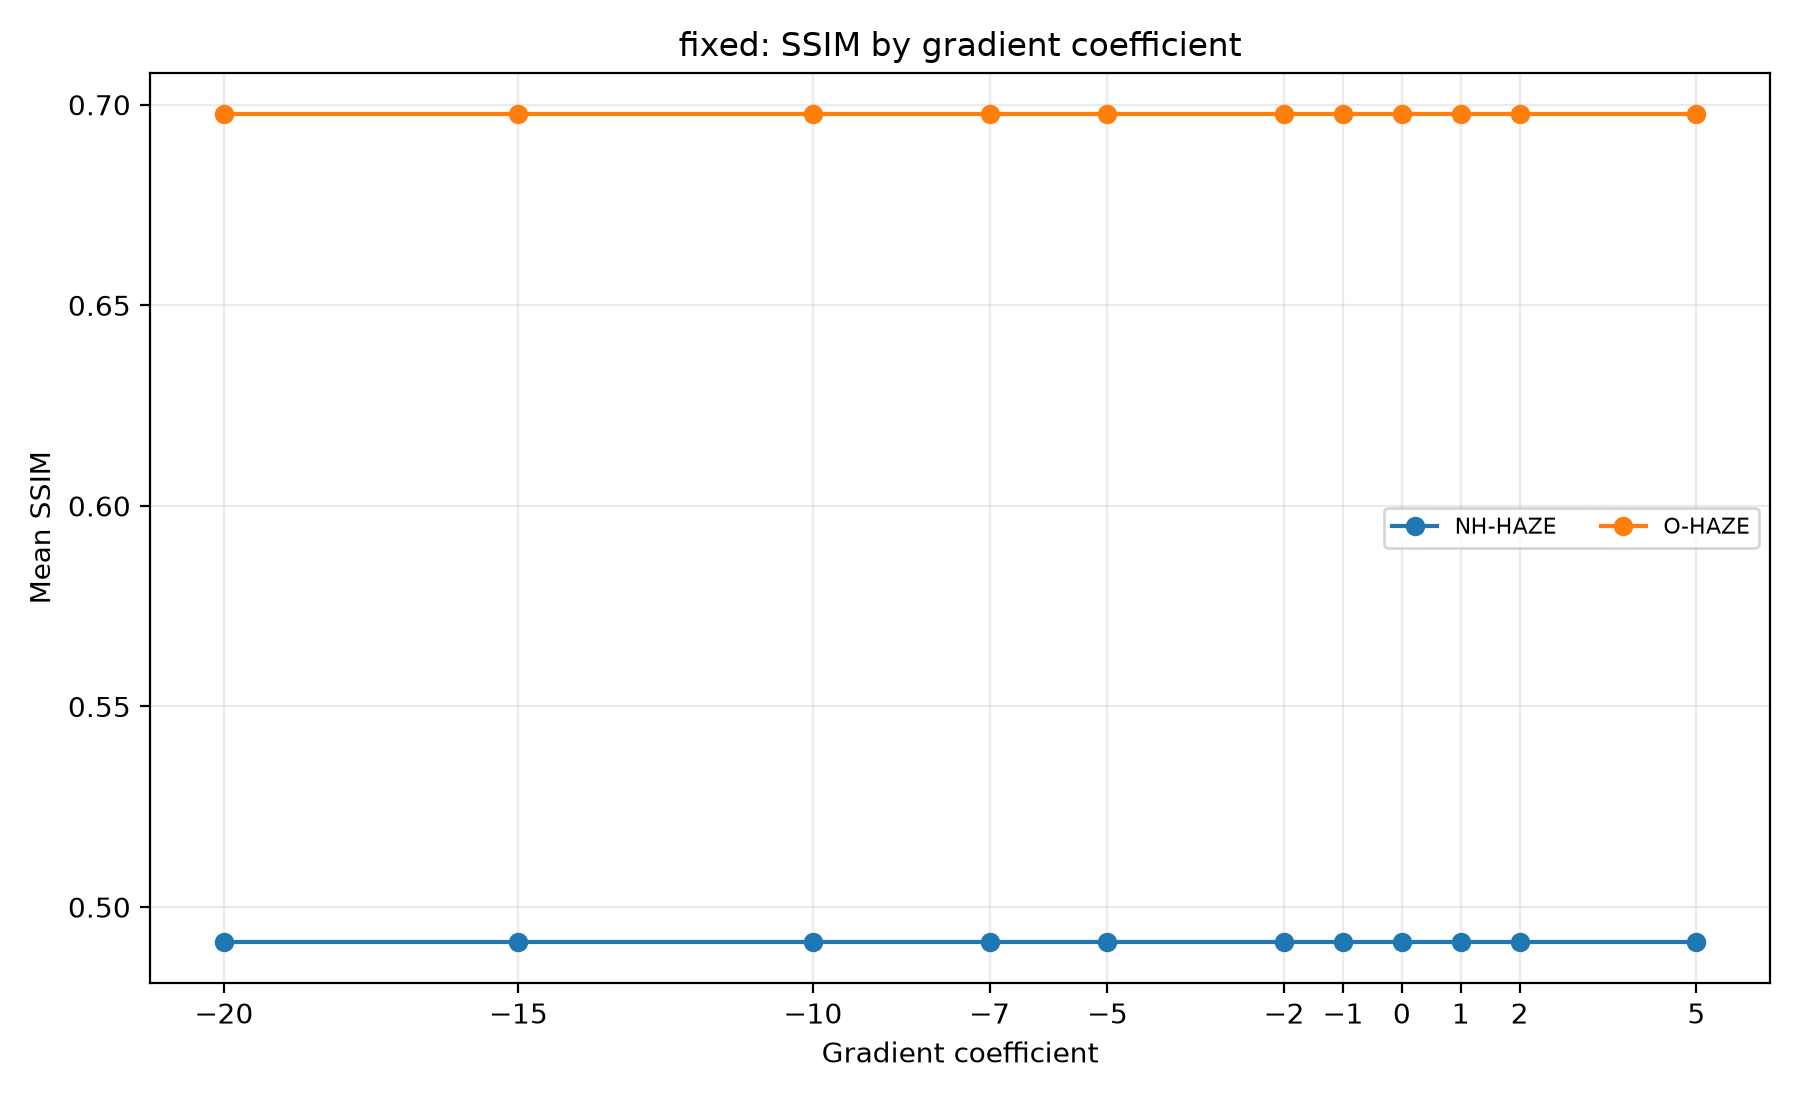 fixed: SSIM by gradient coefficient
Mean SSIM
0.70
0.65
0.60
0.55
0.50
NH-HAZE O-HAZE
−20 −15 −10 −7 −5 −2 −1 0 1 2 5
Gradient coefficient